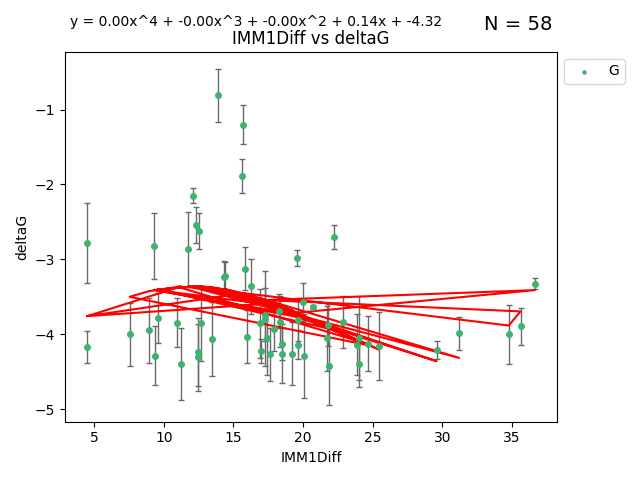 y = 0.00x^4 + -0.00x^3 + -0.00x^2 + 0.14x + -4.32
N = 58
IMM1Diff vs deltaG
G
−1
−2
−3
−4
−5
deltaG
5 10 15 20 25 30 35
IMM1Diff